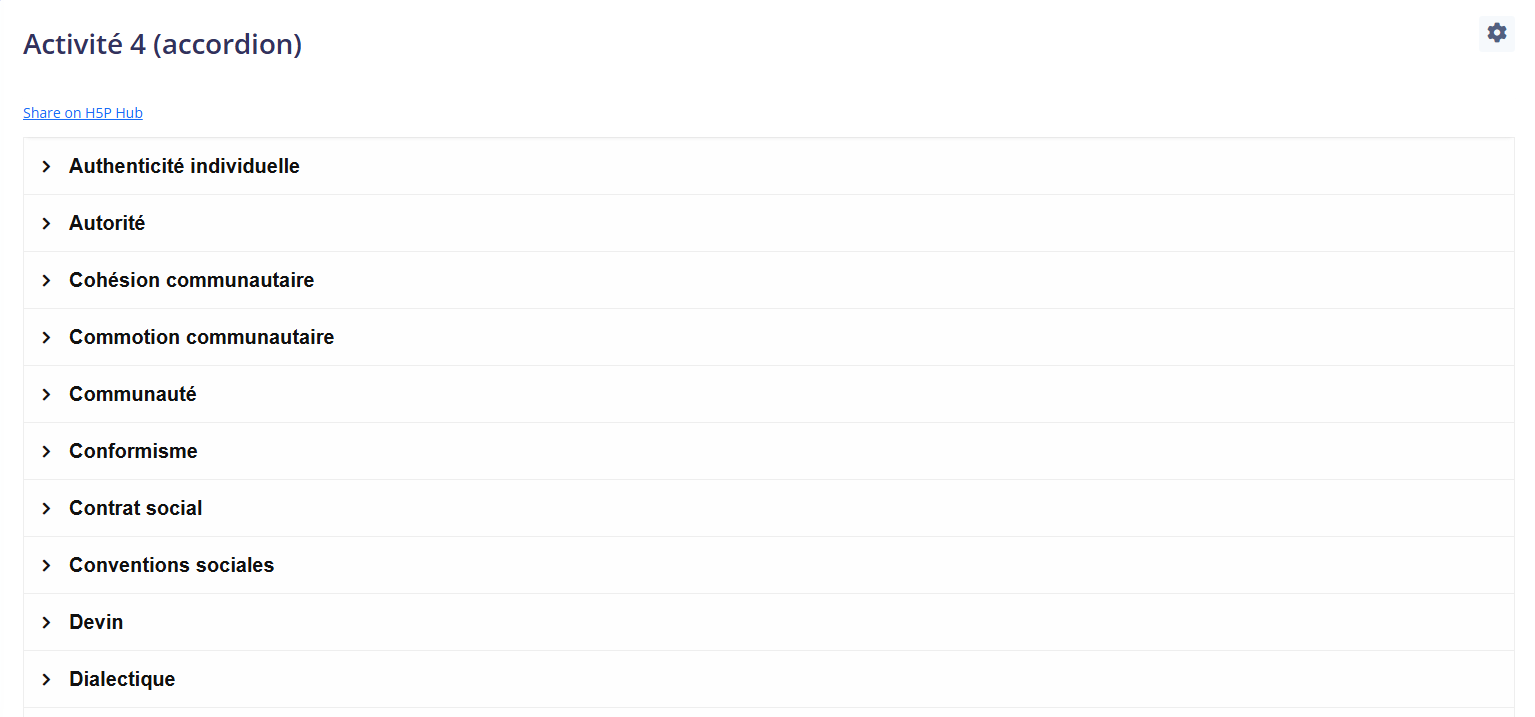 Activité 4 (accordion)
Share on H5P Hub
Authenticité individuelle
Autorité
Cohésion communautaire
Commotion communautaire
Communauté
Conformisme
Contrat social
Conventions sociales
Devin
Dialectique